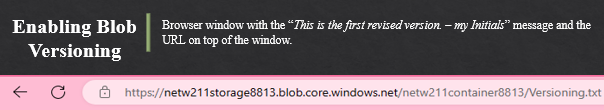 Enabling Blob
Versioning
Browser window with the “This is the first revised version. – my Initials” message and the
URL on top of the window.
https://netw211storage8813.blob.core.windows.net/netw211container8813/Versioning.txt